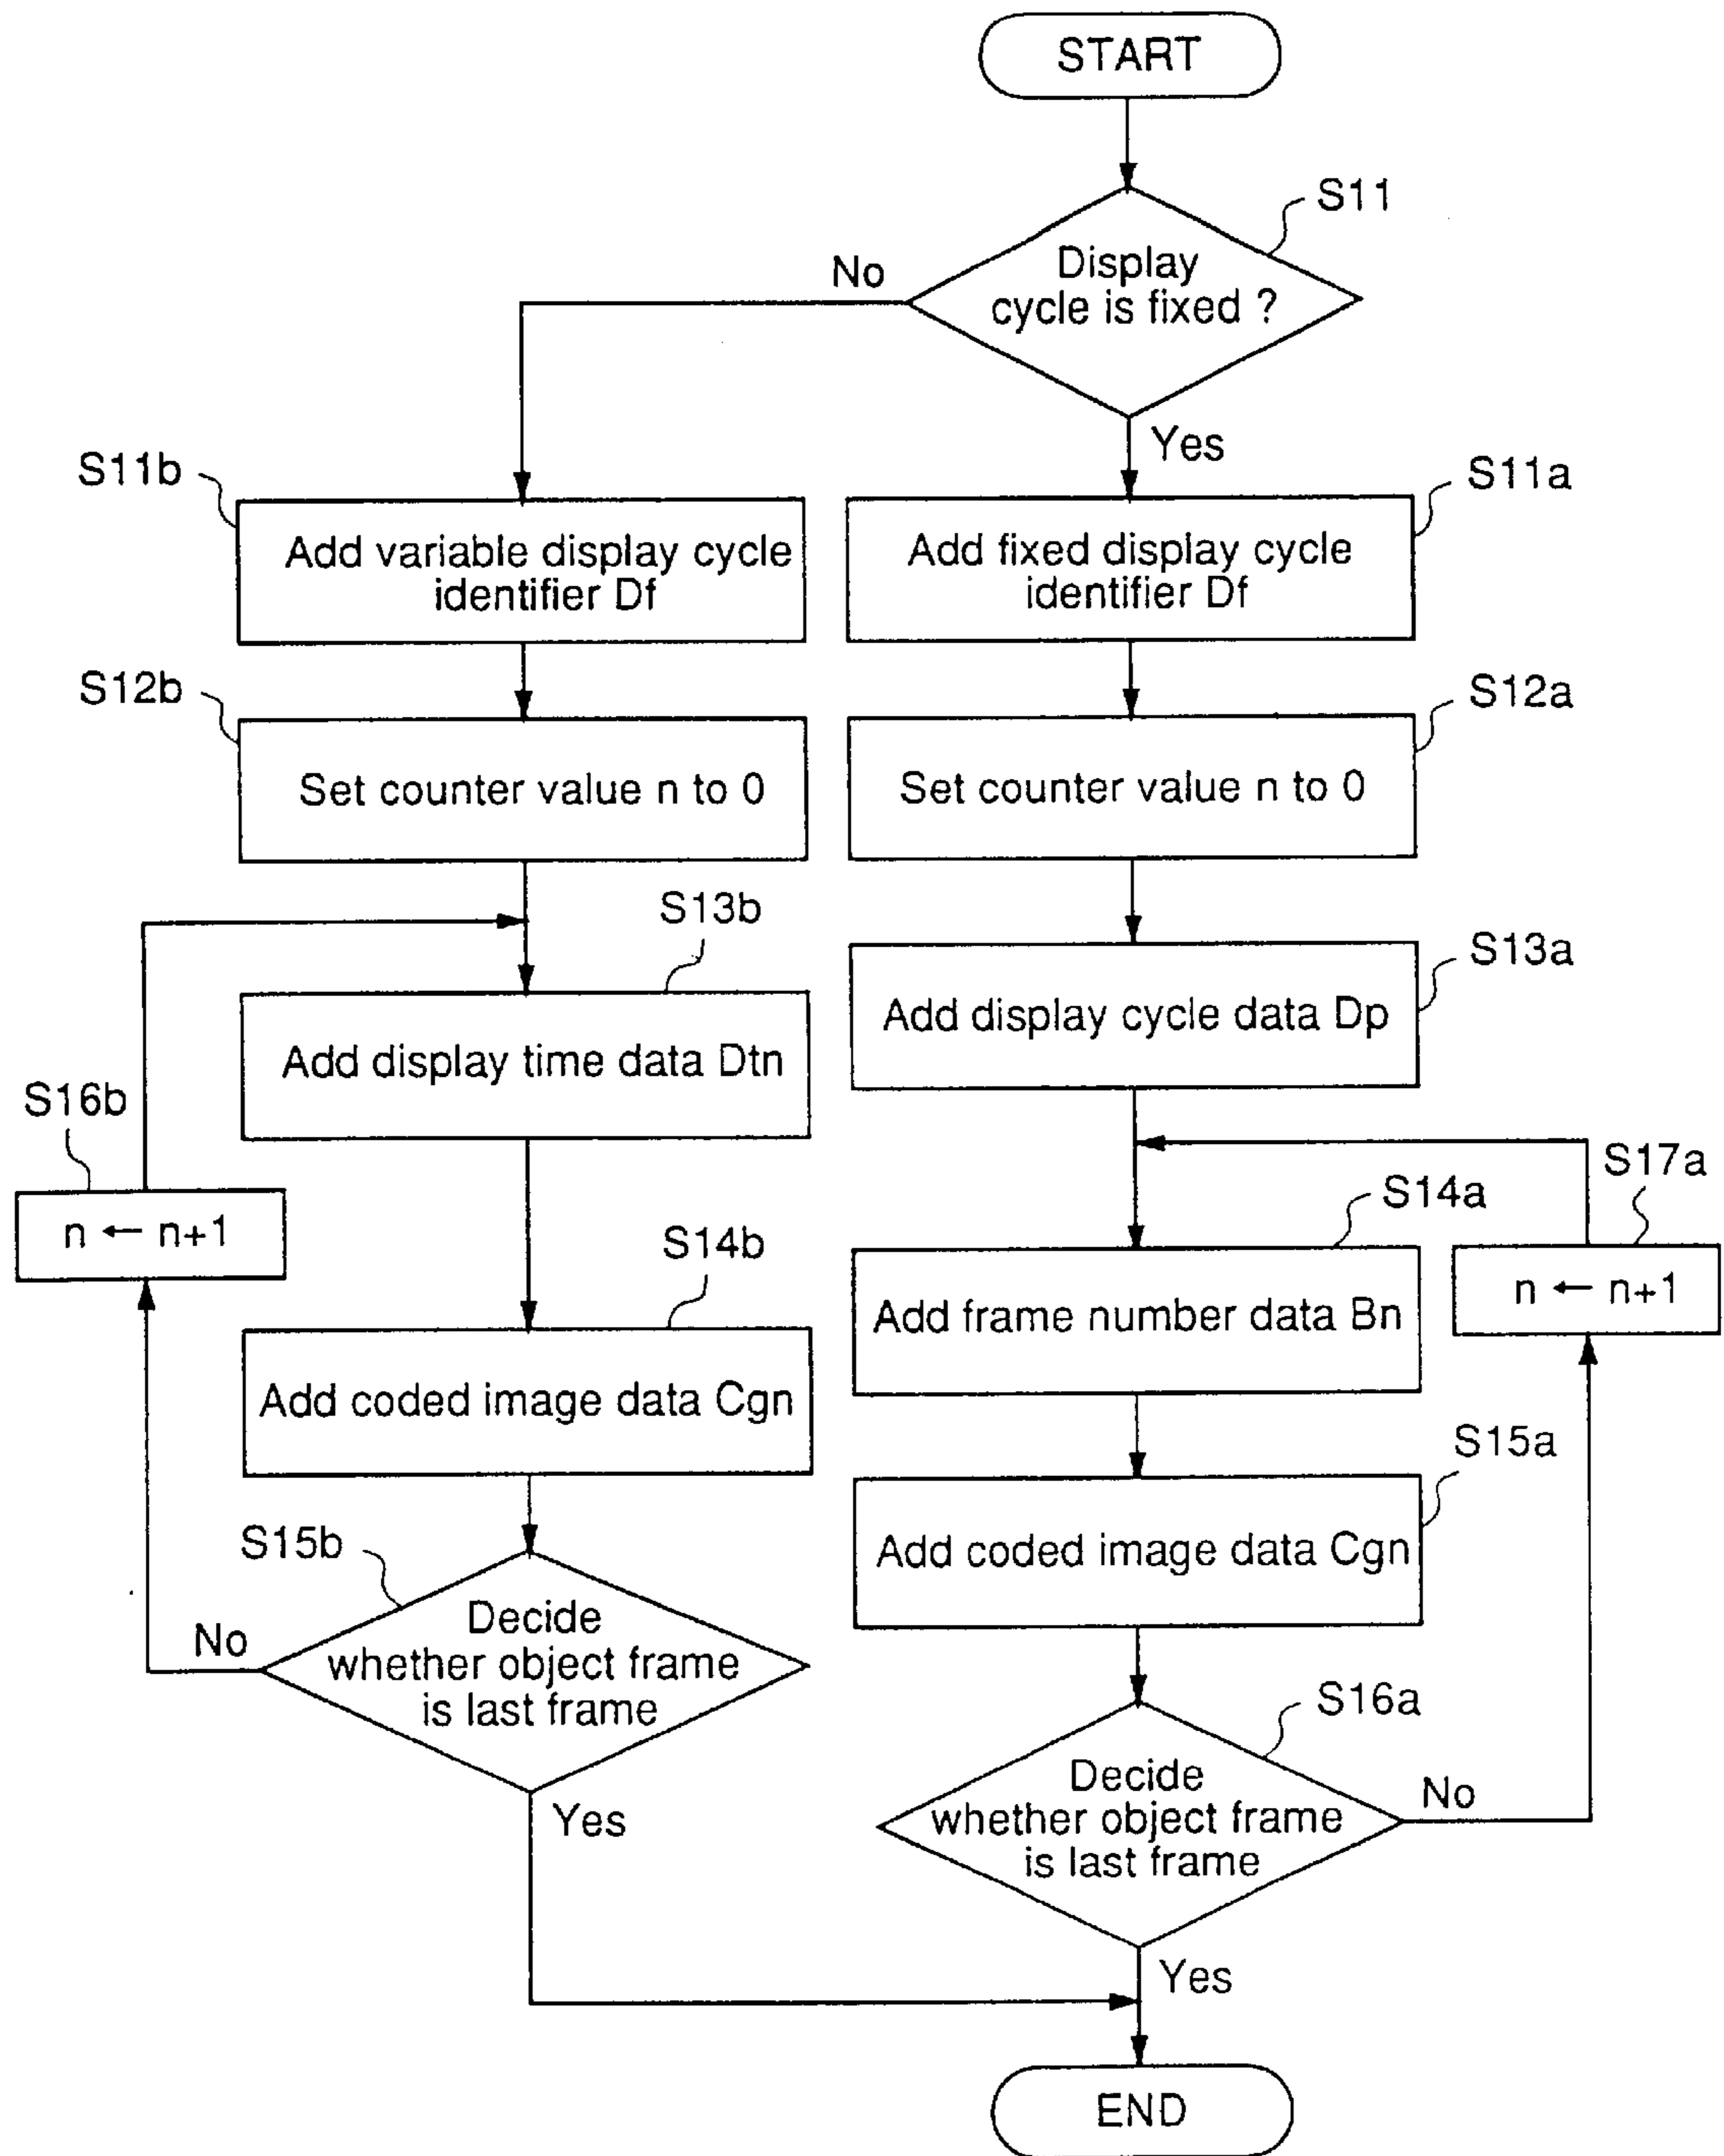 START
S11
Display
cycle is fixed ?
No
Yes
S11b
S11a
Add variable display cycle
identifier Df
Add fixed display cycle
identifier Df
S12b
S12a
Set counter value n to 0
Set counter value n to 0
S13b
S13a
Add display time data Dtn
Add display cycle data Dp
S16b
n ← n+1
S17a
n ← n+1
S14b
S14a
Add coded image data Cgn
Add frame number data Bn
S15a
Add coded image data Cgn
S15b
Decide
whether object frame
is last frame
No
Yes
S16a
Decide
whether object frame
is last frame
No
Yes
END